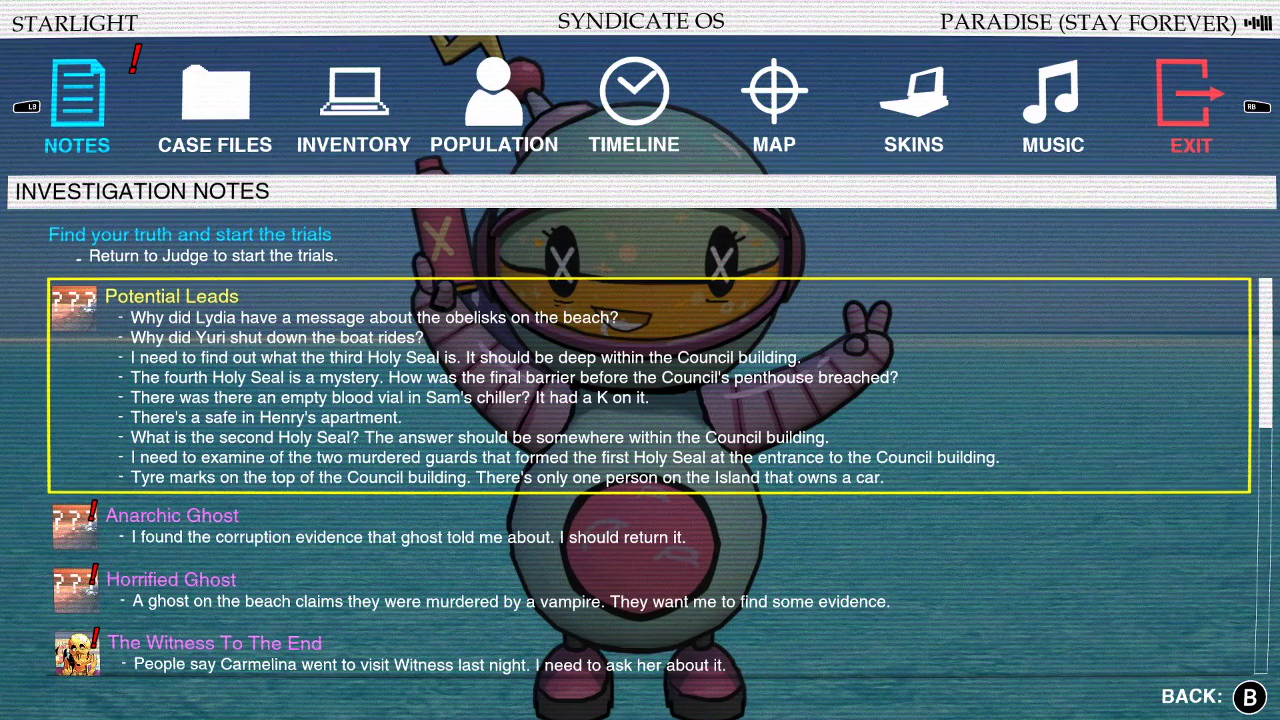 STARLIGHT
SYNDICATE OS
PARADISE (STAY FOREVER)
LB
NOTES
CASE FILES
INVENTORY
POPULATION
TIMELINE
MAP
SKINS
MUSIC
EXIT
RB
INVESTIGATION NOTES
Find your truth and start the trials
- Return to Judge to start the trials.
???
Potential Leads
- Why did Lydia have a message about the obelisks on the beach?
- Why did Yuri shut down the boat rides?
- I need to find out what the third Holy Seal is. It should be deep within the Council building.
- The fourth Holy Seal is a mystery. How was the final barrier before the Council's penthouse breached?
- There was there an empty blood vial in Sam's chiller? It had a K on it.
- There's a safe in Henry's apartment.
- What is the second Holy Seal? The answer should be somewhere within the Council building.
- I need to examine of the two murdered guards that formed the first Holy Seal at the entrance to the Council building.
- Tyre marks on the top of the Council building. There's only one person on the Island that owns a car.
???
Anarchic Ghost
- I found the corruption evidence that ghost told me about. I should return it.
???
Horrified Ghost
- A ghost on the beach claims they were murdered by a vampire. They want me to find some evidence.
The Witness To The End
- People say Carmelina went to visit Witness last night. I need to ask her about it.
BACK: B